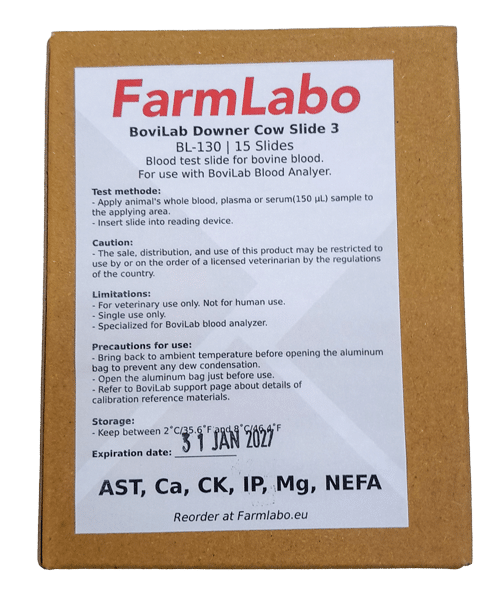 FarmLabo
BoviLab Downer Cow Slide 3
BL-130 | 15 Slides
Blood test slide for bovine blood.
For use with BoviLab Blood Analyer.
Test methode:
- Apply animal's whole blood, plasma or serum(150 µL) sample to
the applying area.
- Insert slide into reading device.
Caution:
- The sale, distribution, and use of this product may be restricted to
use by or on the order of a licensed veterinarian by the regulations
of the country.
Limitations:
- For veterinary use only. Not for human use.
- Single use only.
- Specialized for BoviLab blood analyzer.
Precautions for use:
- Bring back to ambient temperature before opening the aluminum
bag to prevent any dew condensation.
- Open the aluminum bag just before use.
- Refer to BoviLab support page about details of
calibration reference materials.
Storage:
- Keep between 2˚C/35.6˚F and 8˚C/46.4˚F
31 JAN 2027
Expiration date:
AST, Ca, CK, IP, Mg, NEFA
Reorder at Farmlabo.eu